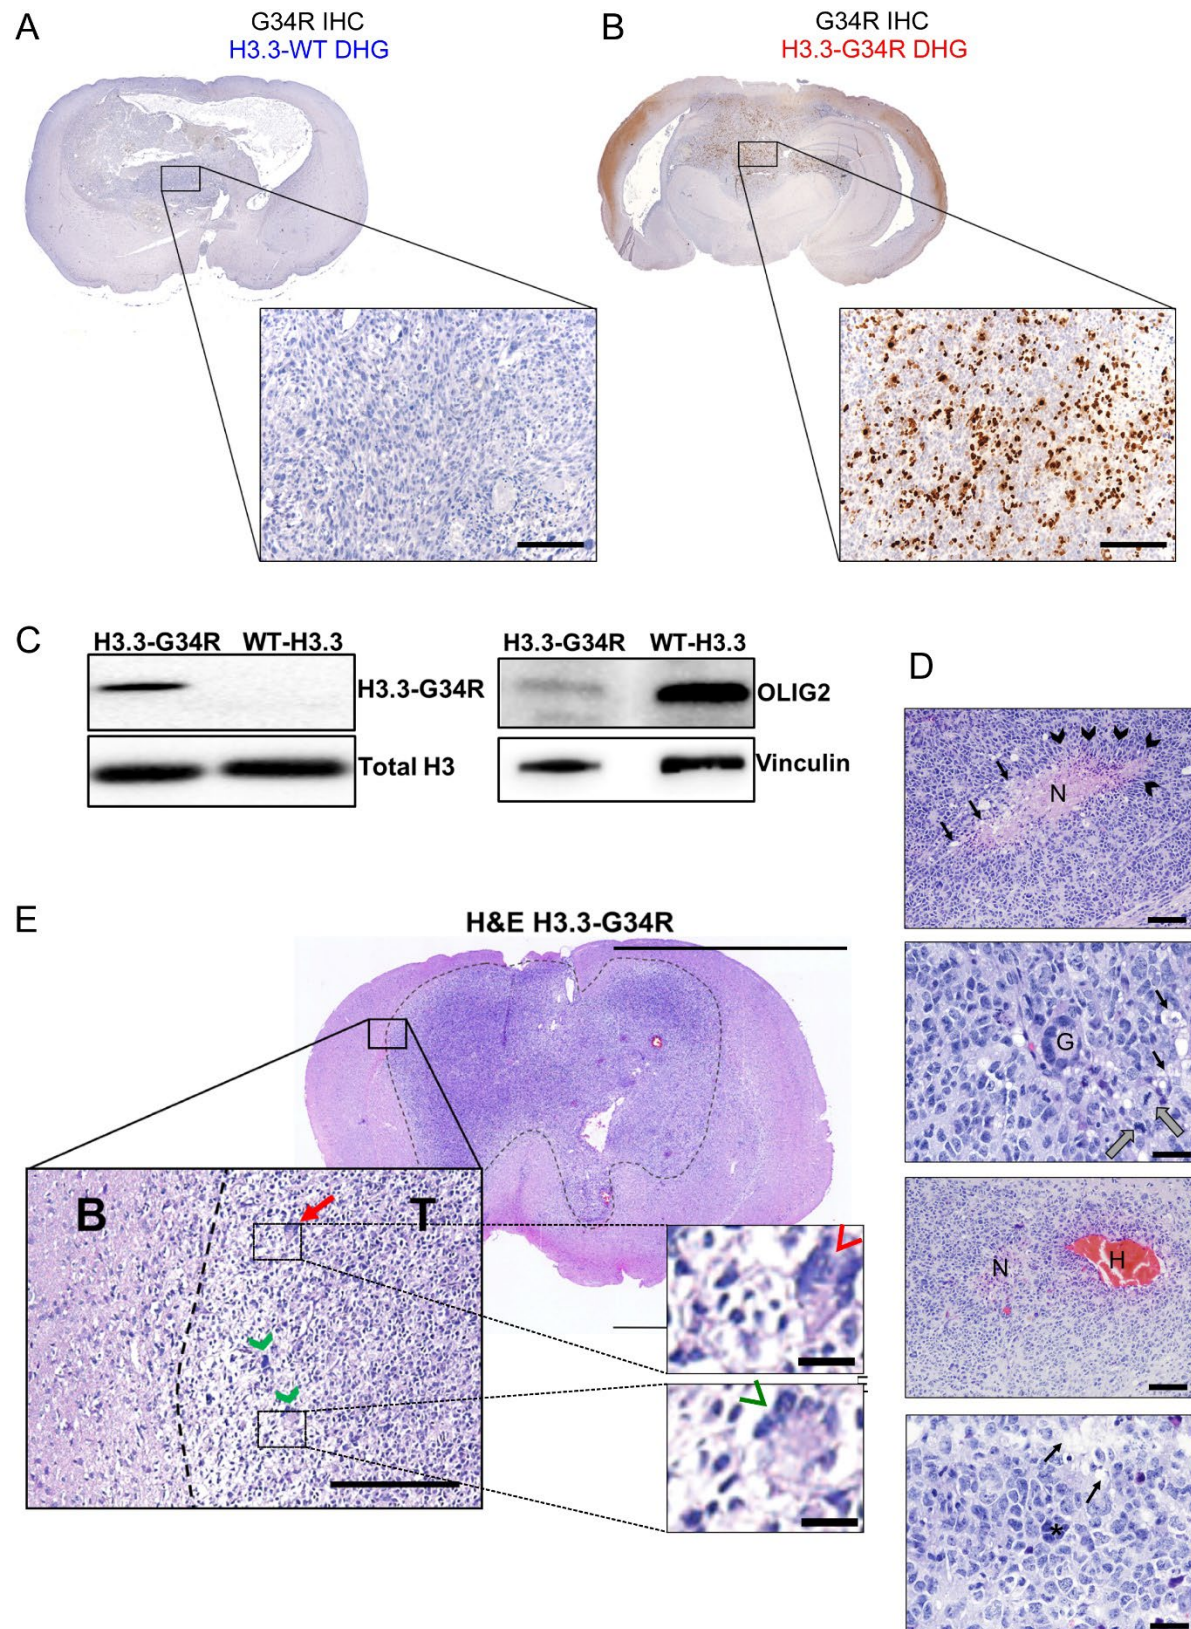 A
G34R IHC
H3.3-WT DHG
B
G34R IHC
H3.3-G34R DHG
C
H3.3-G34R WT-H3.3
H3.3-G34R
Total H3
H3.3-G34R WT-H3.3
OLIG2
Vinculin
D
N
G
N
H
*
E
H&E H3.3-G34R
B
T